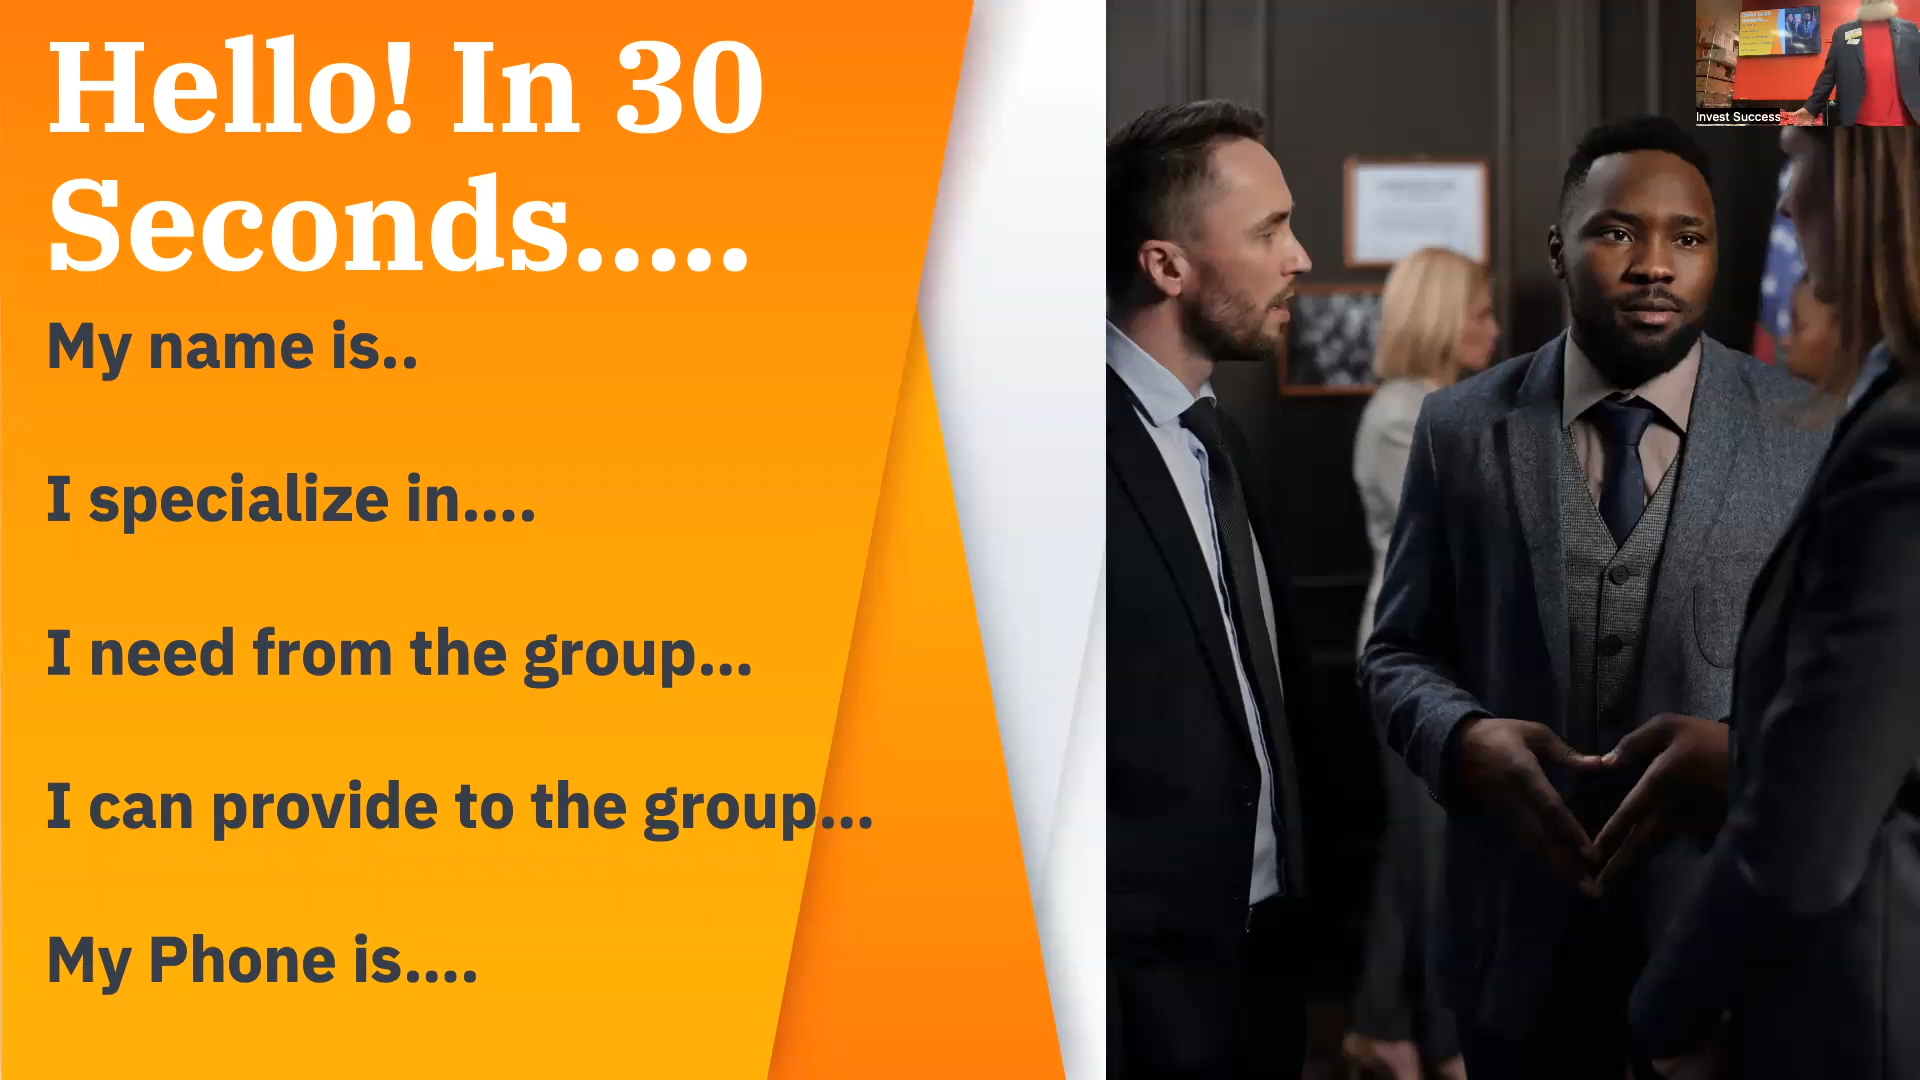 Hello! In 30
Seconds.....
My name is..
I specialize in....
I need from the group...
I can provide to the group...
My Phone is....
Invest Success